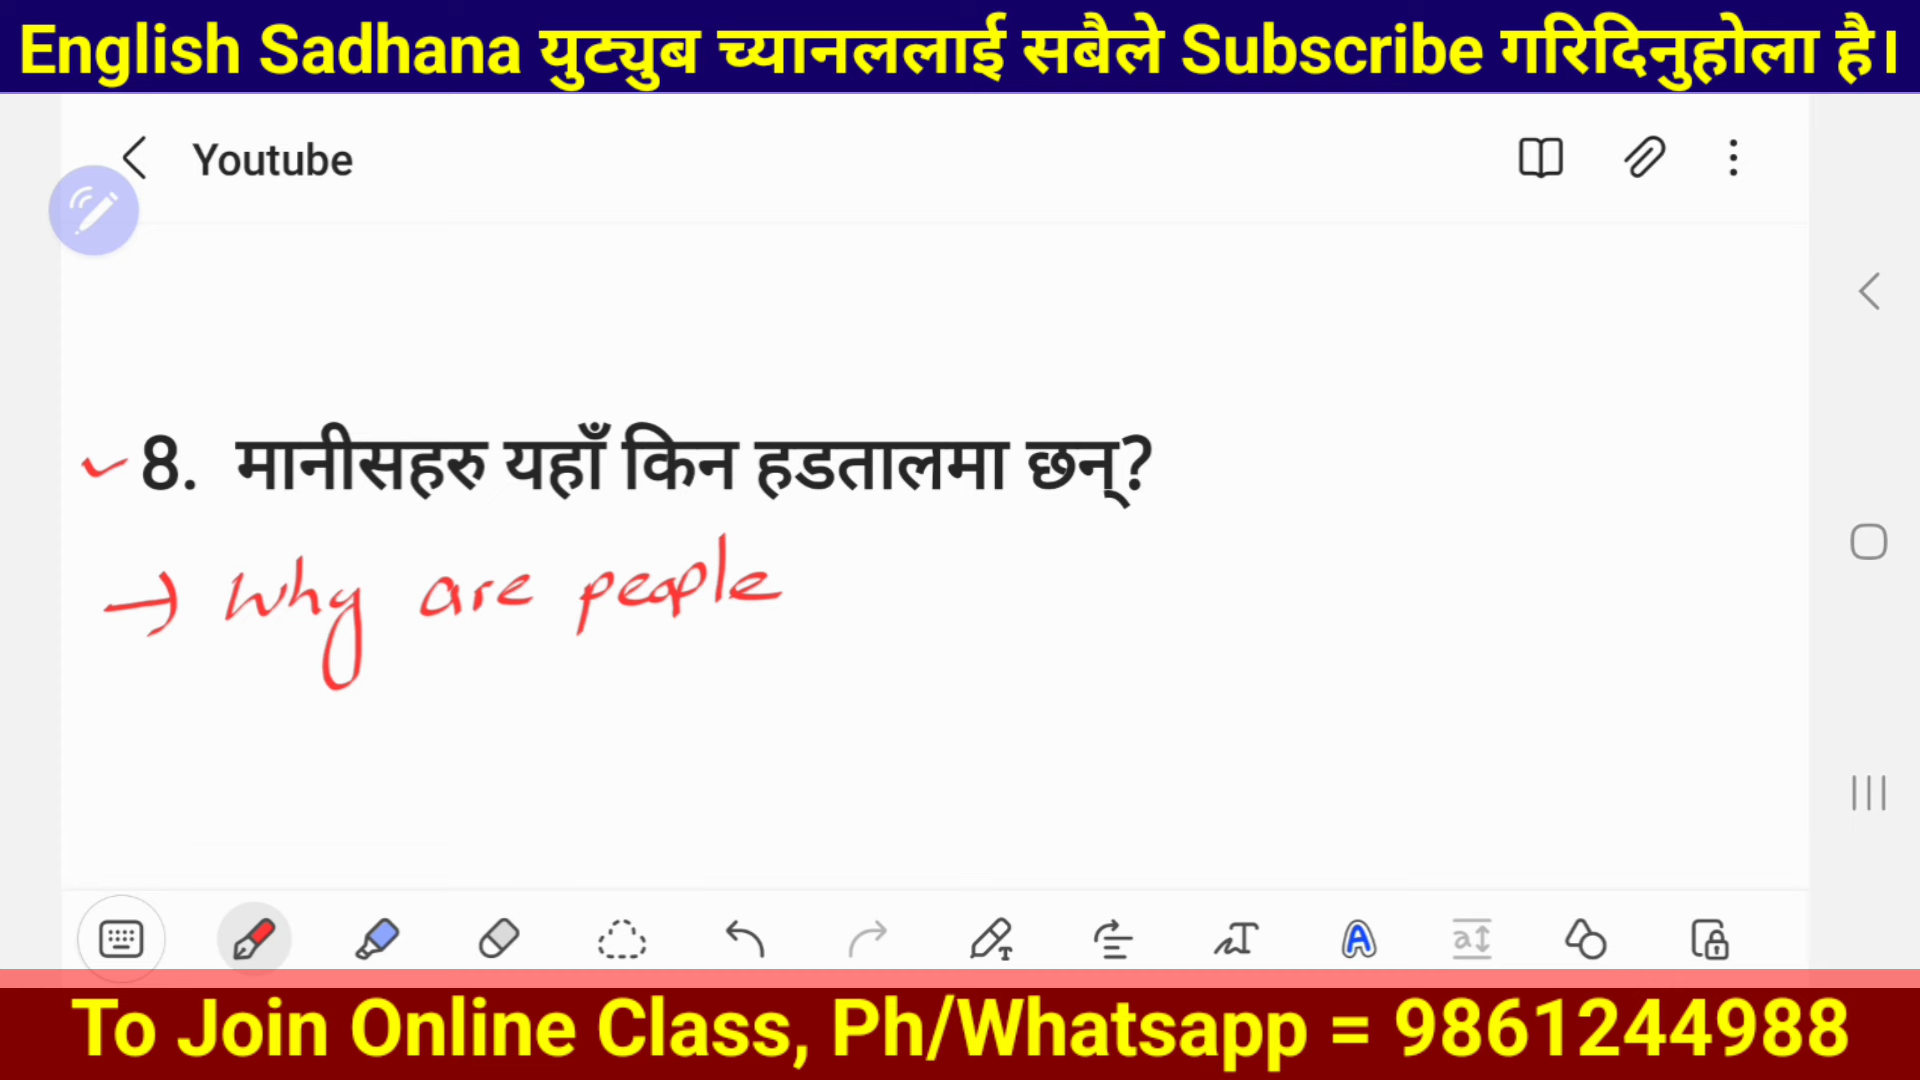 English Sadhana युट्युब च्यानललाई सबैले Subscribe गरिदिनुहोला है।
Youtube
8. मानीसहरु यहाँ किन हडतालमा छन्?
→ Why are people
To Join Online Class, Ph/Whatsapp = 9861244988